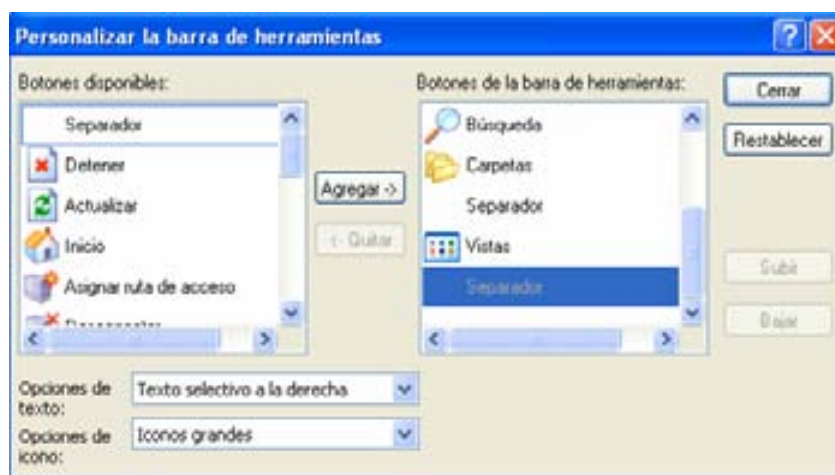 Personalizar la barra de herramientas
Botones disponibles:
Separador
Detener
Actualizar
Inicio
Asignar ruta de acceso
Agregar ->
<- Quitar
Botones de la barra de herramientas:
Búsqueda
Carpetas
Separador
Vistas
Separador
Cerrar
Restablecer
Subir
Bajar
Opciones de texto:
Texto selectivo a la derecha
Opciones de icono:
Iconos grandes